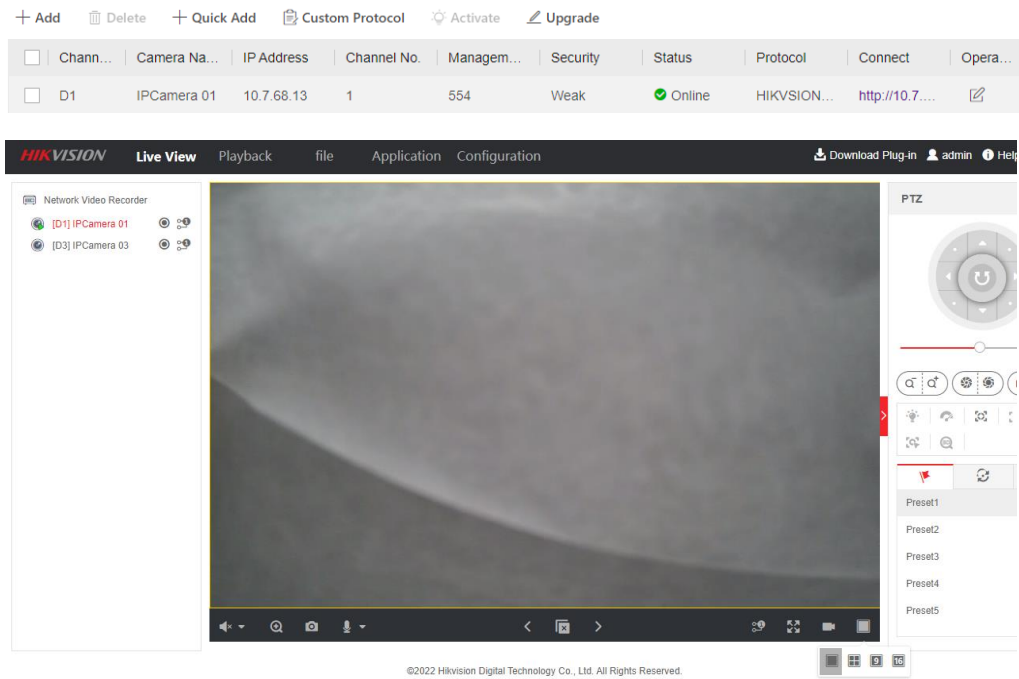 Add Delete Quick Add Custom Protocol Activate Upgrade
Chann... Camera Na... IP Address Channel No. Managem... Security Status Protocol Connect Opera...
D1 IPCamera 01 10.7.68.13 1 554 Weak Online HIKVSION... http://10.7....
HIKVISION Live View Playback file Application Configuration Download Plug-in admin Help
Network Video Recorder
[D1] IPCamera 01
[D3] IPCamera 03
PTZ
Preset1
Preset2
Preset3
Preset4
Preset5
9 16
©2022 Hikvision Digital Technology Co., Ltd. All Rights Reserved.